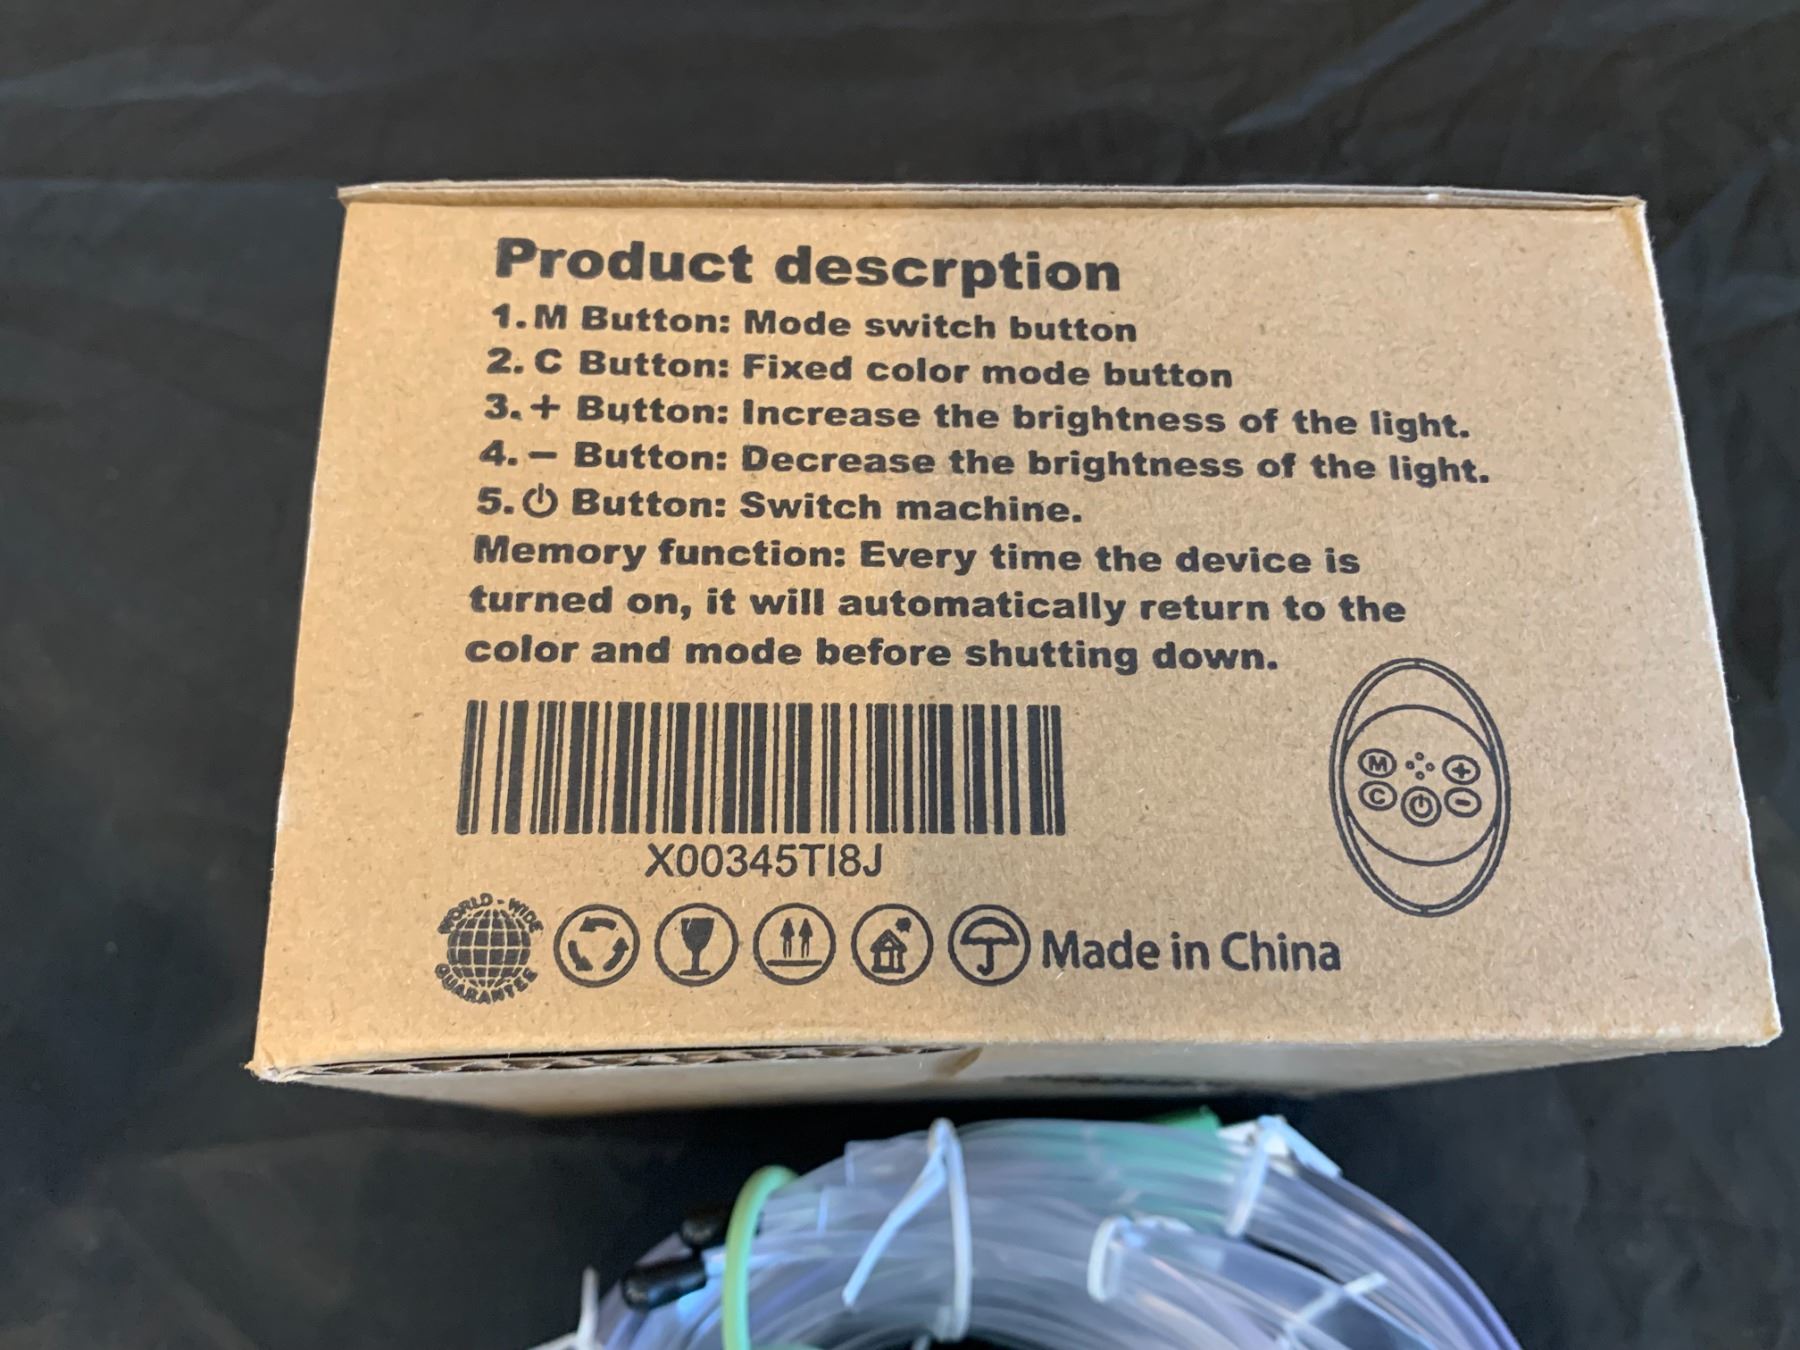 Product descrption
1. M Button: Mode switch button
2. C Button: Fixed color mode button
3. + Button: Increase the brightness of the light.
4. − Button: Decrease the brightness of the light.
5. ⏻ Button: Switch machine.
Memory function: Every time the device is
turned on, it will automatically return to the
color and mode before shutting down.
M +
C ⏻ -
X00345TI8J
WORLD-WIDE
GUARANTEE
Made in China